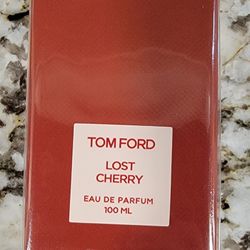 TOM FORD
LOST
CHERRY
EAU DE PARFUM
100 ML